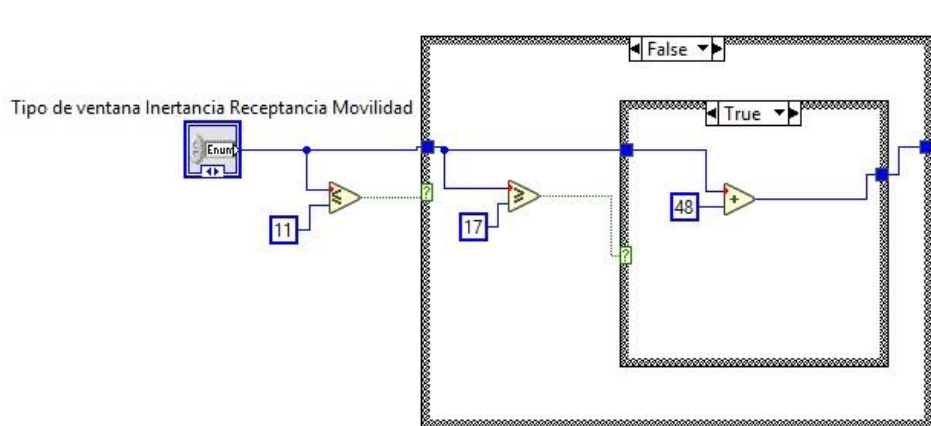 False
Tipo de ventana Inertancia Receptancia Movilidad
True
Enum
≤
?
≥
+
48
11
17
?